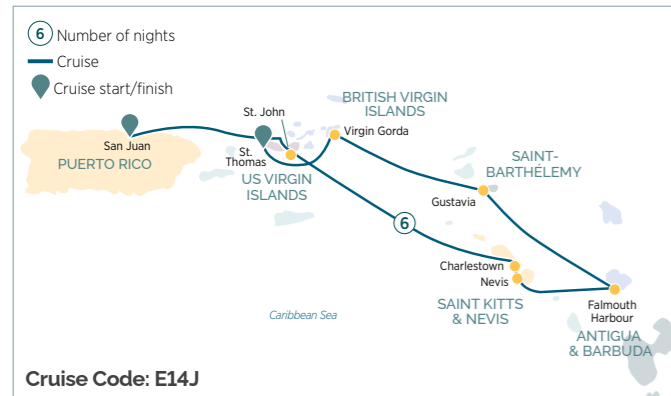 6 Number of nights
Cruise
Cruise start/finish
BRITISH VIRGIN
ISLANDS
St. John
Virgin Gorda
San Juan
St.
Thomas
PUERTO RICO
US VIRGIN
ISLANDS
SAINT-
BARTHÉLEMY
Gustavia
6
Charlestown
Nevis
SAINT KITTS
& NEVIS
Falmouth
Harbour
ANTIGUA
& BARBUDA
Caribbean Sea
Cruise Code: E14J